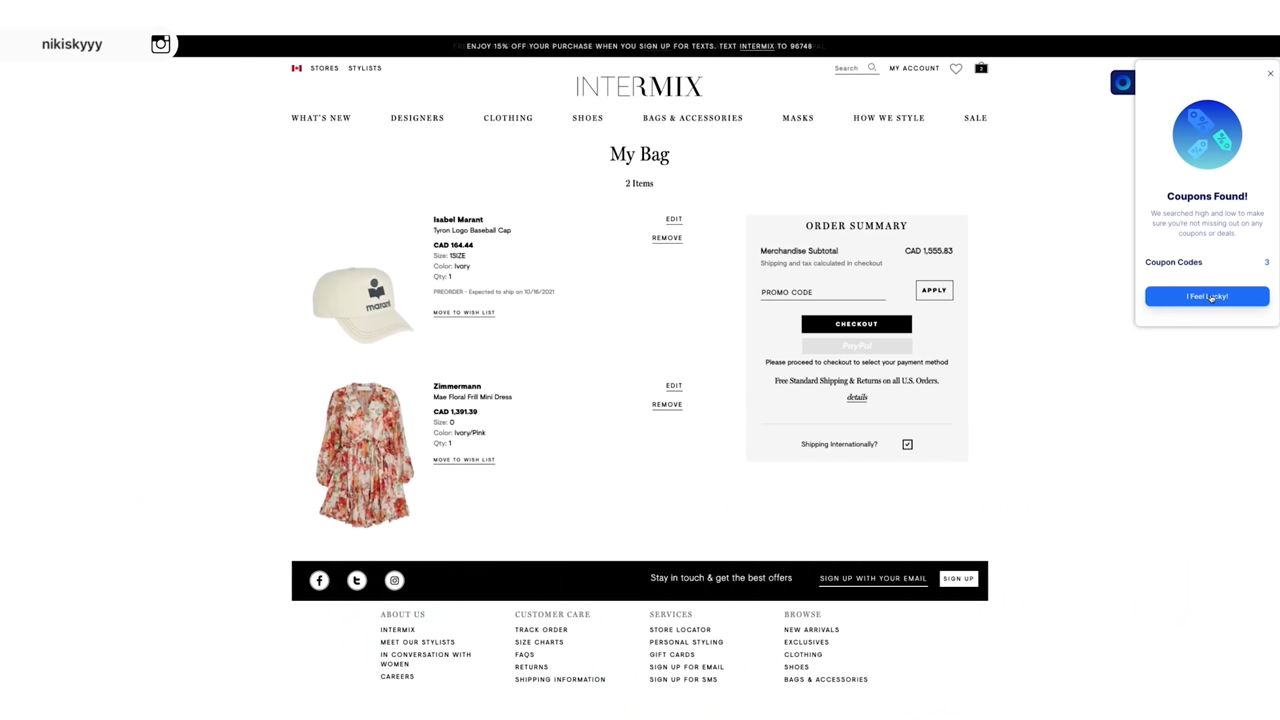 nikiskyyy
ENJOY 15% OFF YOUR PURCHASE WHEN YOU SIGN UP FOR TEXTS. TEXT INTERMIX TO 96748
STORES STYLISTS
Search
MY ACCOUNT
2
INTERMIX
WHAT'S NEW DESIGNERS CLOTHING SHOES BAGS & ACCESSORIES MASKS HOW WE STYLE SALE
My Bag
2 Items
Isabel Marant
Tyron Logo Baseball Cap
CAD 164.44
Size: 1SIZE
Color: Ivory
Qty: 1
PREORDER - Expected to ship on 10/16/2021
MOVE TO WISH LIST
EDIT
REMOVE
marant
Zimmermann
Mae Floral Frill Mini Dress
CAD 1,391.39
Size: 0
Color: Ivory/Pink
Qty: 1
MOVE TO WISH LIST
EDIT
REMOVE
ORDER SUMMARY
Merchandise Subtotal CAD 1,555.83
Shipping and tax calculated in checkout
PROMO CODE
APPLY
CHECKOUT
PayPal
Please proceed to checkout to select your payment method
Free Standard Shipping & Returns on all U.S. Orders.
details
Shipping Internationally?
Coupons Found!
We searched high and low to make
sure you're not missing out on any
coupons or deals.
Coupon Codes 3
I Feel Lucky!
Stay in touch & get the best offers
SIGN UP WITH YOUR EMAIL
SIGN UP
ABOUT US
INTERMIX
MEET OUR STYLISTS
IN CONVERSATION WITH
WOMEN
CAREERS
CUSTOMER CARE
TRACK ORDER
SIZE CHARTS
FAQS
RETURNS
SHIPPING INFORMATION
SERVICES
STORE LOCATOR
PERSONAL STYLING
GIFT CARDS
SIGN UP FOR EMAIL
SIGN UP FOR SMS
BROWSE
NEW ARRIVALS
EXCLUSIVES
CLOTHING
SHOES
BAGS & ACCESSORIES